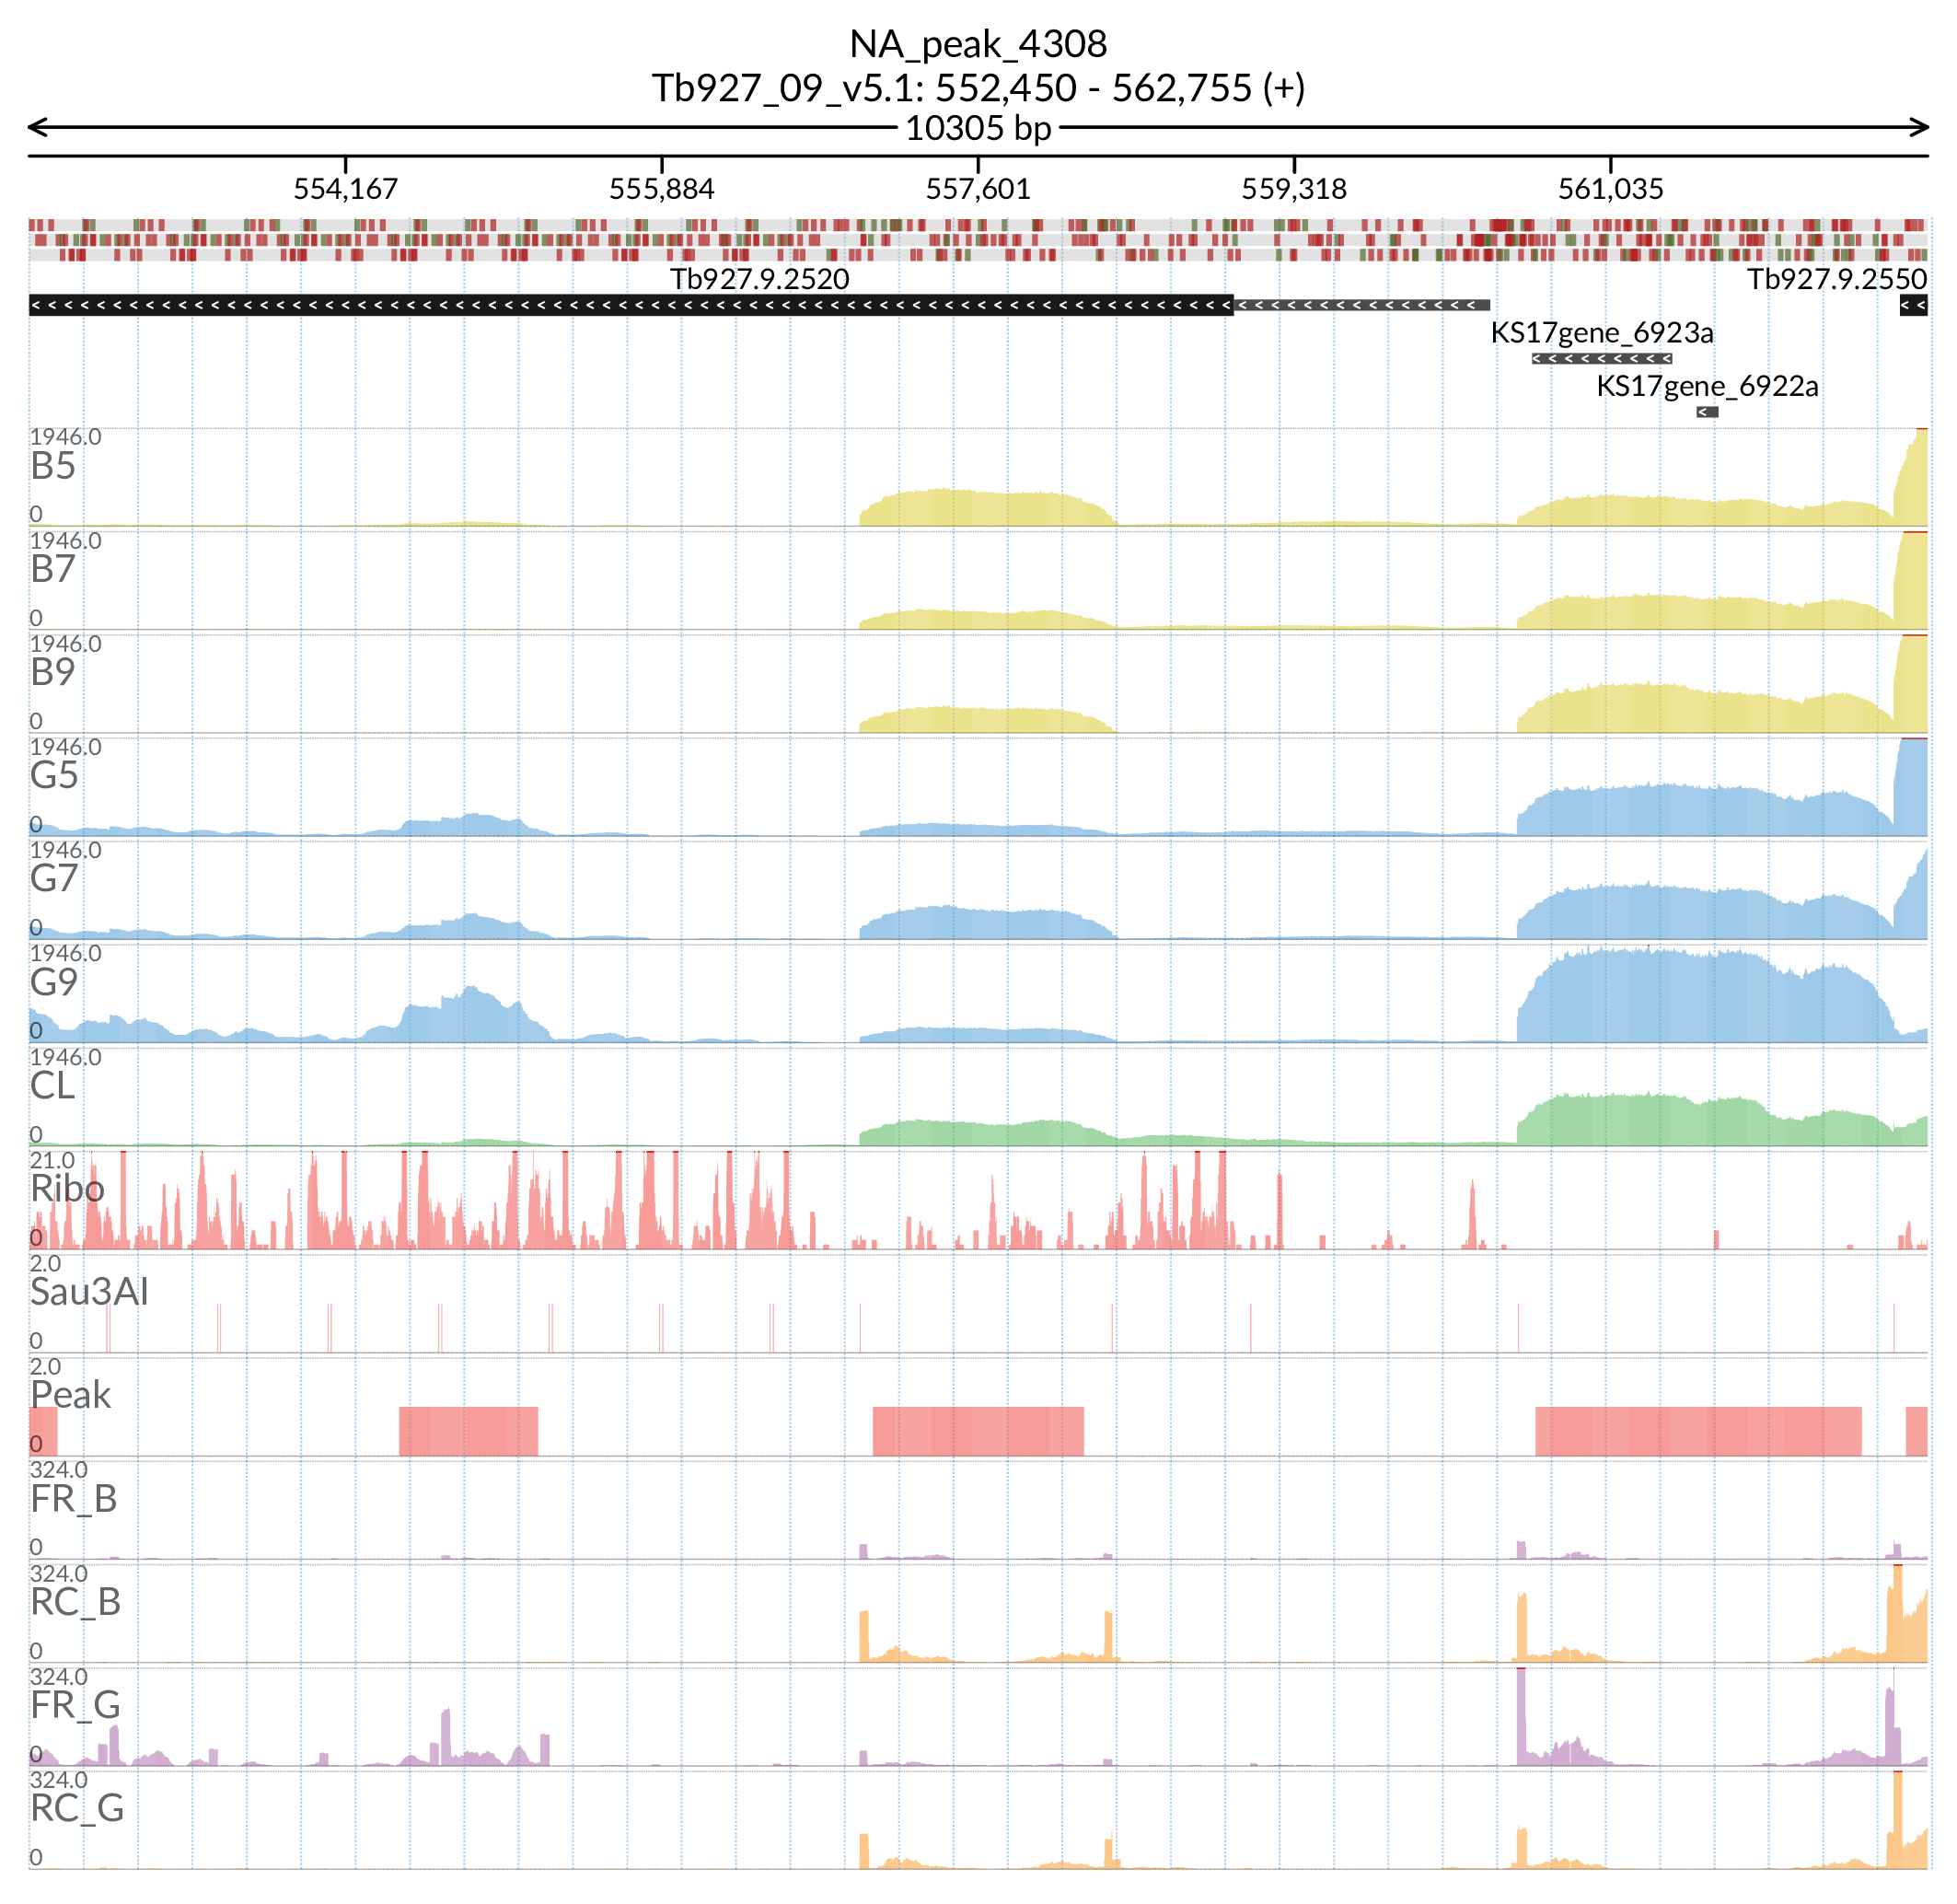 NA_peak_4308
Tb927_09_v5.1: 552,450 - 562,755 (+)
10305 bp
554,167 555,884 557,601 559,318 561,035
Tb927.9.2520 Tb927.9.2550
KS17gene_6923a
KS17gene_6922a
1946.0
B5
0
1946.0
B7
0
1946.0
B9
0
1946.0
G5
0
1946.0
G7
0
1946.0
G9
0
1946.0
CL
0
21.0
Ribo
0
2.0
Sau3AI
0
2.0
Peak
0
324.0
FR_B
0
324.0
RC_B
0
324.0
FR_G
0
324.0
RC_G
0